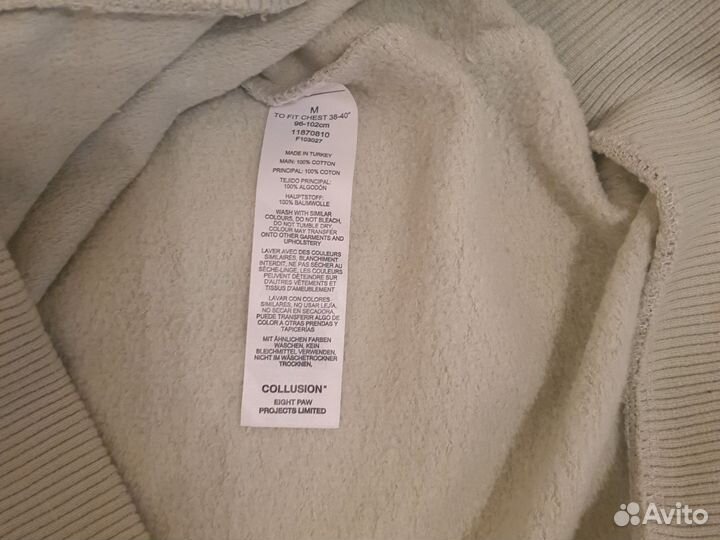 M
TO FIT CHEST 38-40"
96-102cm
11870810
F103027
MADE IN TURKEY
MAIN: 100% COTTON
PRINCIPAL: 100% COTON
TEJIDO PRINCIPAL:
100% ALGODÓN
HAUPTSTOFF:
100% BAUMWOLLE
WASH WITH SIMILAR
COLOURS, DO NOT BLEACH,
DO NOT TUMBLE DRY.
COLOUR MAY TRANSFER
ONTO OTHER GARMENTS AND
UPHOLSTERY
LAVER AVEC DES COULEURS
SIMILAIRES, BLANCHIMENT
INTERDIT, NE PAS SÉCHER AU
SÈCHE-LINGE, LES COULEURS
PEUVENT DÉTEINDRE SUR
D'AUTRES VÊTEMENTS ET
TISSUS D'AMEUBLEMENT
LAVAR CON COLORES
SIMILARES, NO USAR LEJÍA,
NO SECAR EN SECADORA,
PUEDE TRANSFERIR ALGO DE
COLOR A OTRAS PRENDAS Y
TAPICERÍAS
MIT ÄHNLICHEN FARBEN
WASCHEN, KEIN
BLEICHMITTEL VERWENDEN,
NICHT IM WÄSCHETROCKNER
TROCKNEN,
COLLUSION"
EIGHT PAW
PROJECTS LIMITED
Avito